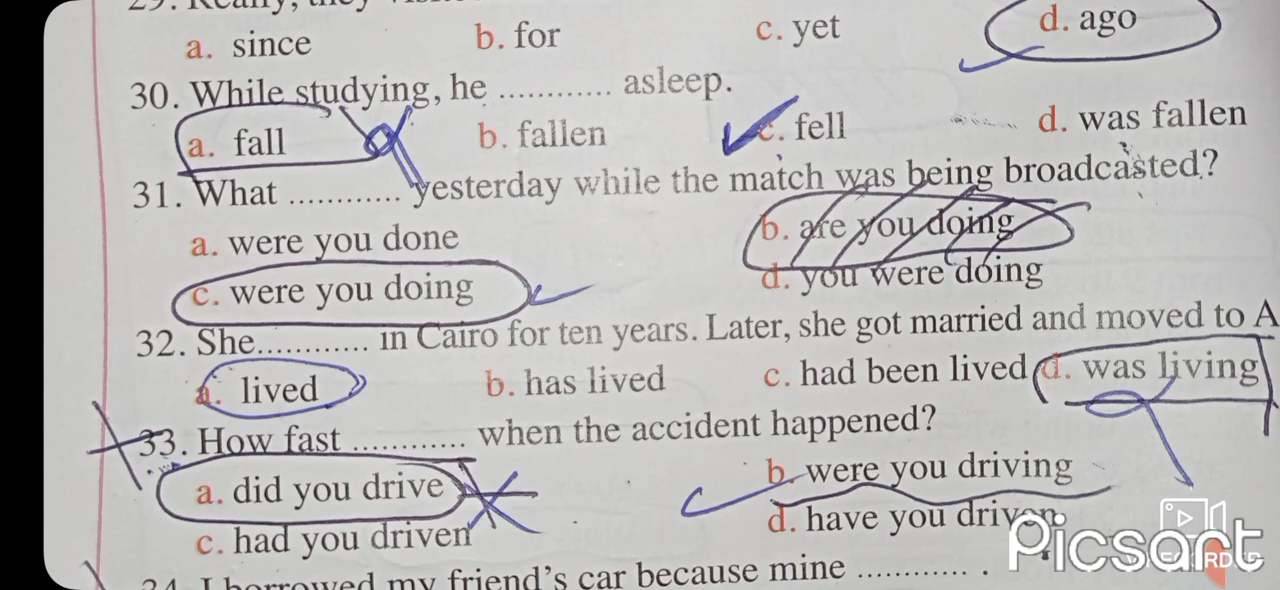 29. Really, they
a. since b. for c. yet d. ago
30. While studying, he ............ asleep.
a. fall b. fallen c. fell d. was fallen
31. What ............ yesterday while the match was being broadcasted?
a. were you done b. are you doing
c. were you doing d. you were doing
32. She............ in Cairo for ten years. Later, she got married and moved to A
a. lived b. has lived c. had been lived d. was living
33. How fast ............ when the accident happened?
a. did you drive b. were you driving
c. had you driven d. have you driven
34. I borrowed my friend's car because mine ............ .
Picsart